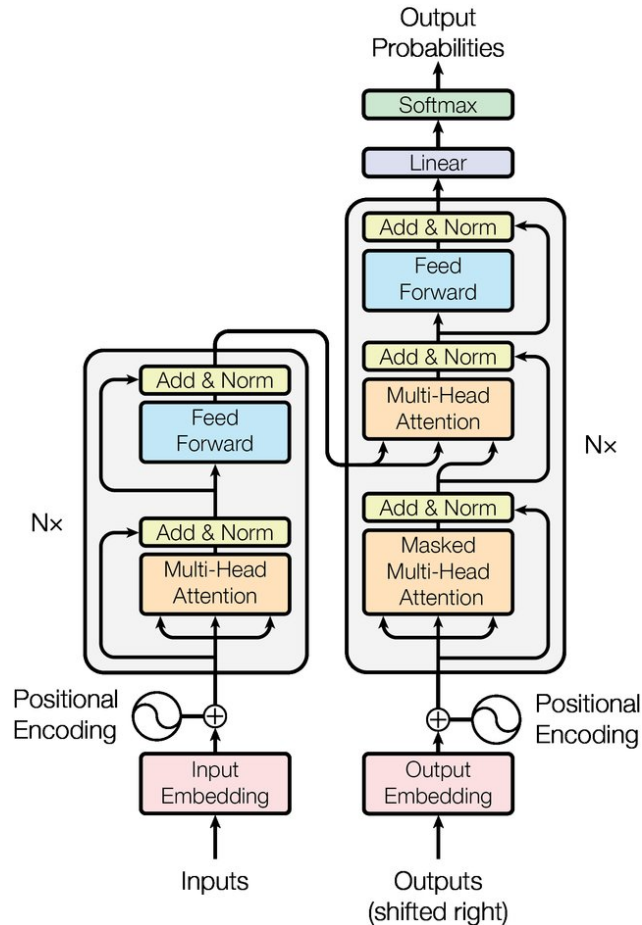 Output
Probabilities
Softmax
Linear
Add & Norm
Feed
Forward
Add & Norm
Multi-Head
Attention
Add & Norm
Masked
Multi-Head
Attention
N×
Add & Norm
Feed
Forward
Add & Norm
Multi-Head
Attention
N×
Positional
Encoding
Positional
Encoding
Input
Embedding
Output
Embedding
Inputs
Outputs
(shifted right)